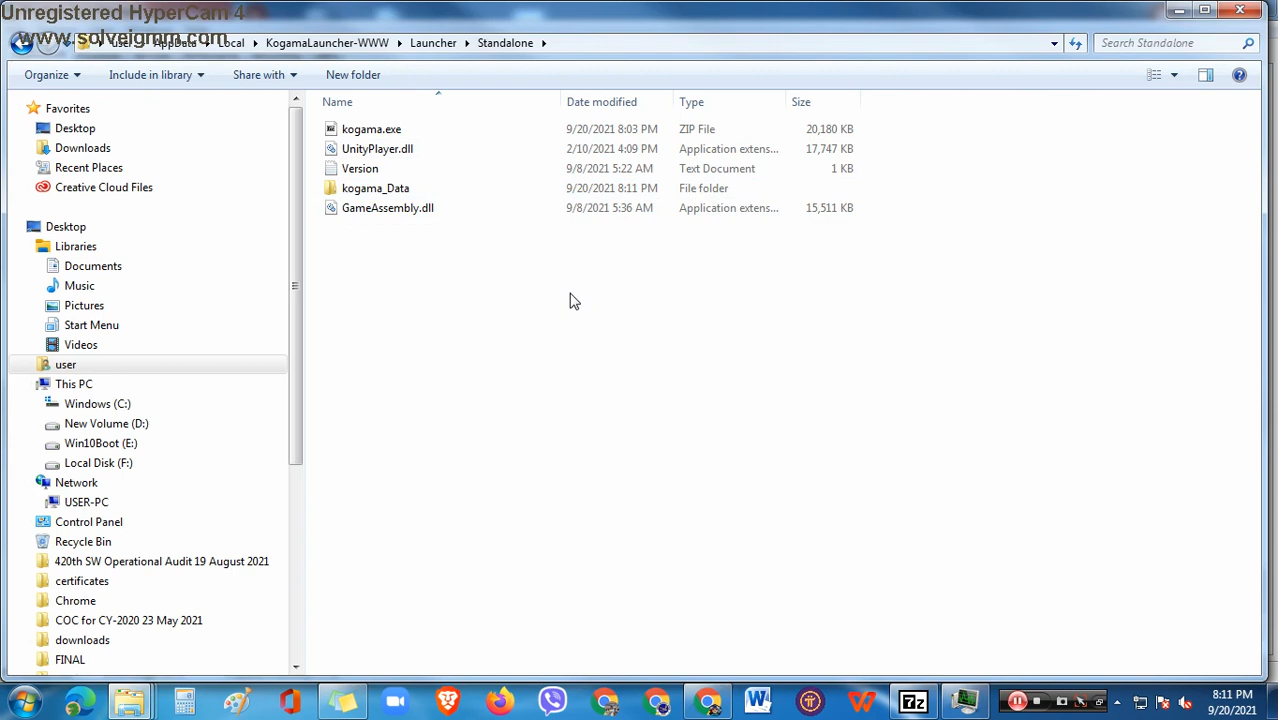 Unregistered HyperCam 4
www.solveigmm.com
user AppData Local KogamaLauncher-WWW Launcher Standalone
Search Standalone
Organize Include in library Share with New folder
Name Date modified Type Size
kogama.exe 9/20/2021 8:03 PM ZIP File 20,180 KB
UnityPlayer.dll 2/10/2021 4:09 PM Application extens... 17,747 KB
Version 9/8/2021 5:22 AM Text Document 1 KB
kogama_Data 9/20/2021 8:11 PM File folder
GameAssembly.dll 9/8/2021 5:36 AM Application extens... 15,511 KB
Favorites
Desktop
Downloads
Recent Places
Creative Cloud Files
Desktop
Libraries
Documents
Music
Pictures
Start Menu
Videos
user
This PC
Windows (C:)
New Volume (D:)
Win10Boot (E:)
Local Disk (F:)
Network
USER-PC
Control Panel
Recycle Bin
420th SW Operational Audit 19 August 2021
certificates
Chrome
COC for CY-2020 23 May 2021
downloads
FINAL
7z
8:11 PM
9/20/2021